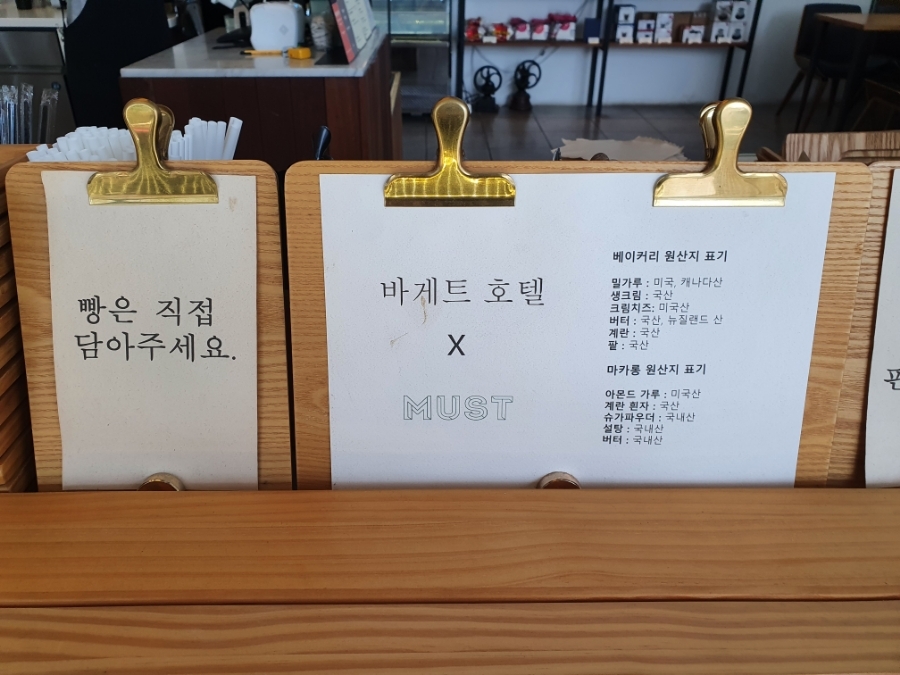 빵은 직접
담아주세요.
바게트 호텔
X
MUST
베이커리 원산지 표기
밀가루 : 미국, 캐나다산
생크림 : 국산
크림치즈: 미국산
버터 : 국산, 뉴질랜드 산
계란 : 국산
팥 : 국산
마카롱 원산지 표기
아몬드 가루 : 미국산
계란 흰자 : 국산
슈가파우더 : 국내산
설탕 : 국내산
버터 : 국내산